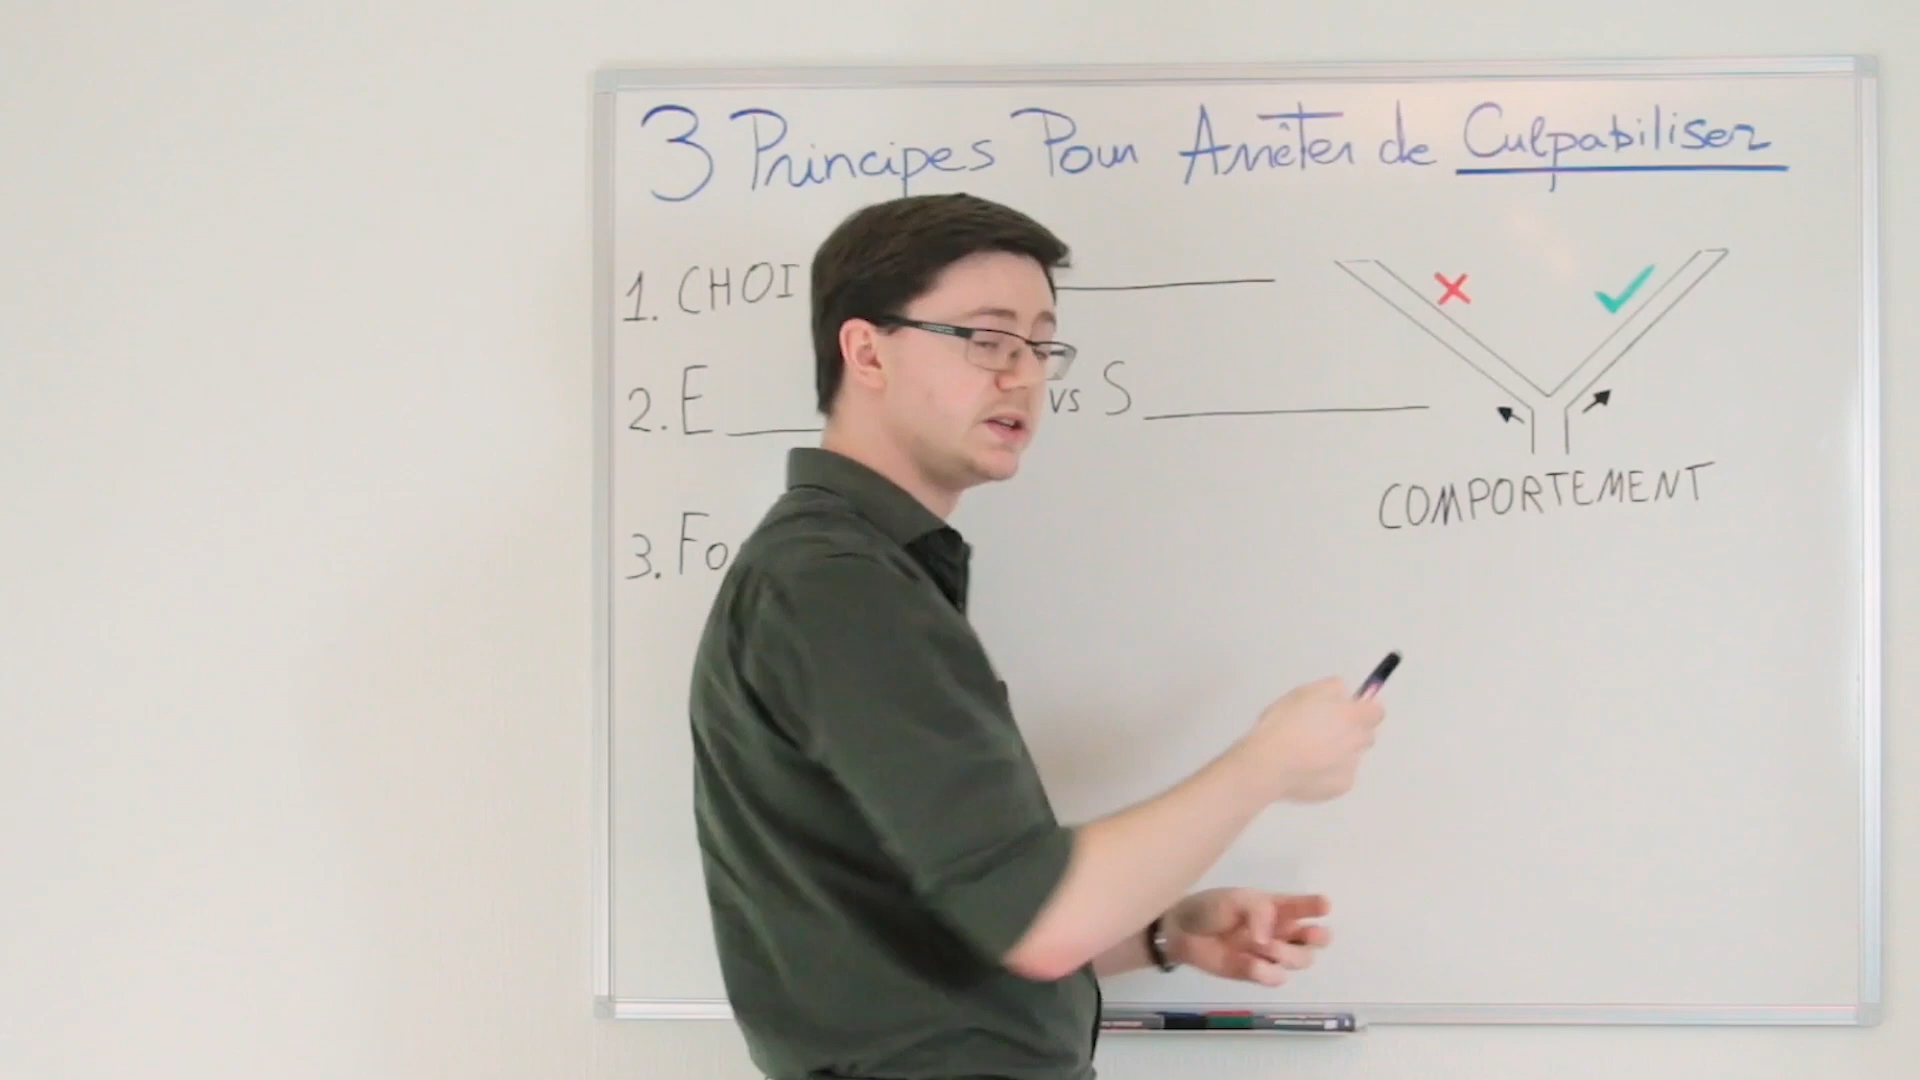 3 Principes Pour Arrêter de Culpabiliser
1. CHOI
2. E vs S
3. Fo
COMPORTEMENT